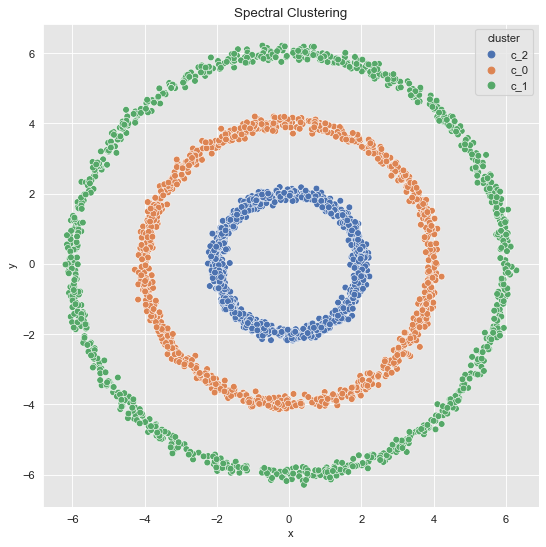 Spectral Clustering
cluster
c_2
c_0
c_1
6
4
2
0
−2
−4
−6
y
−6 −4 −2 0 2 4 6
x